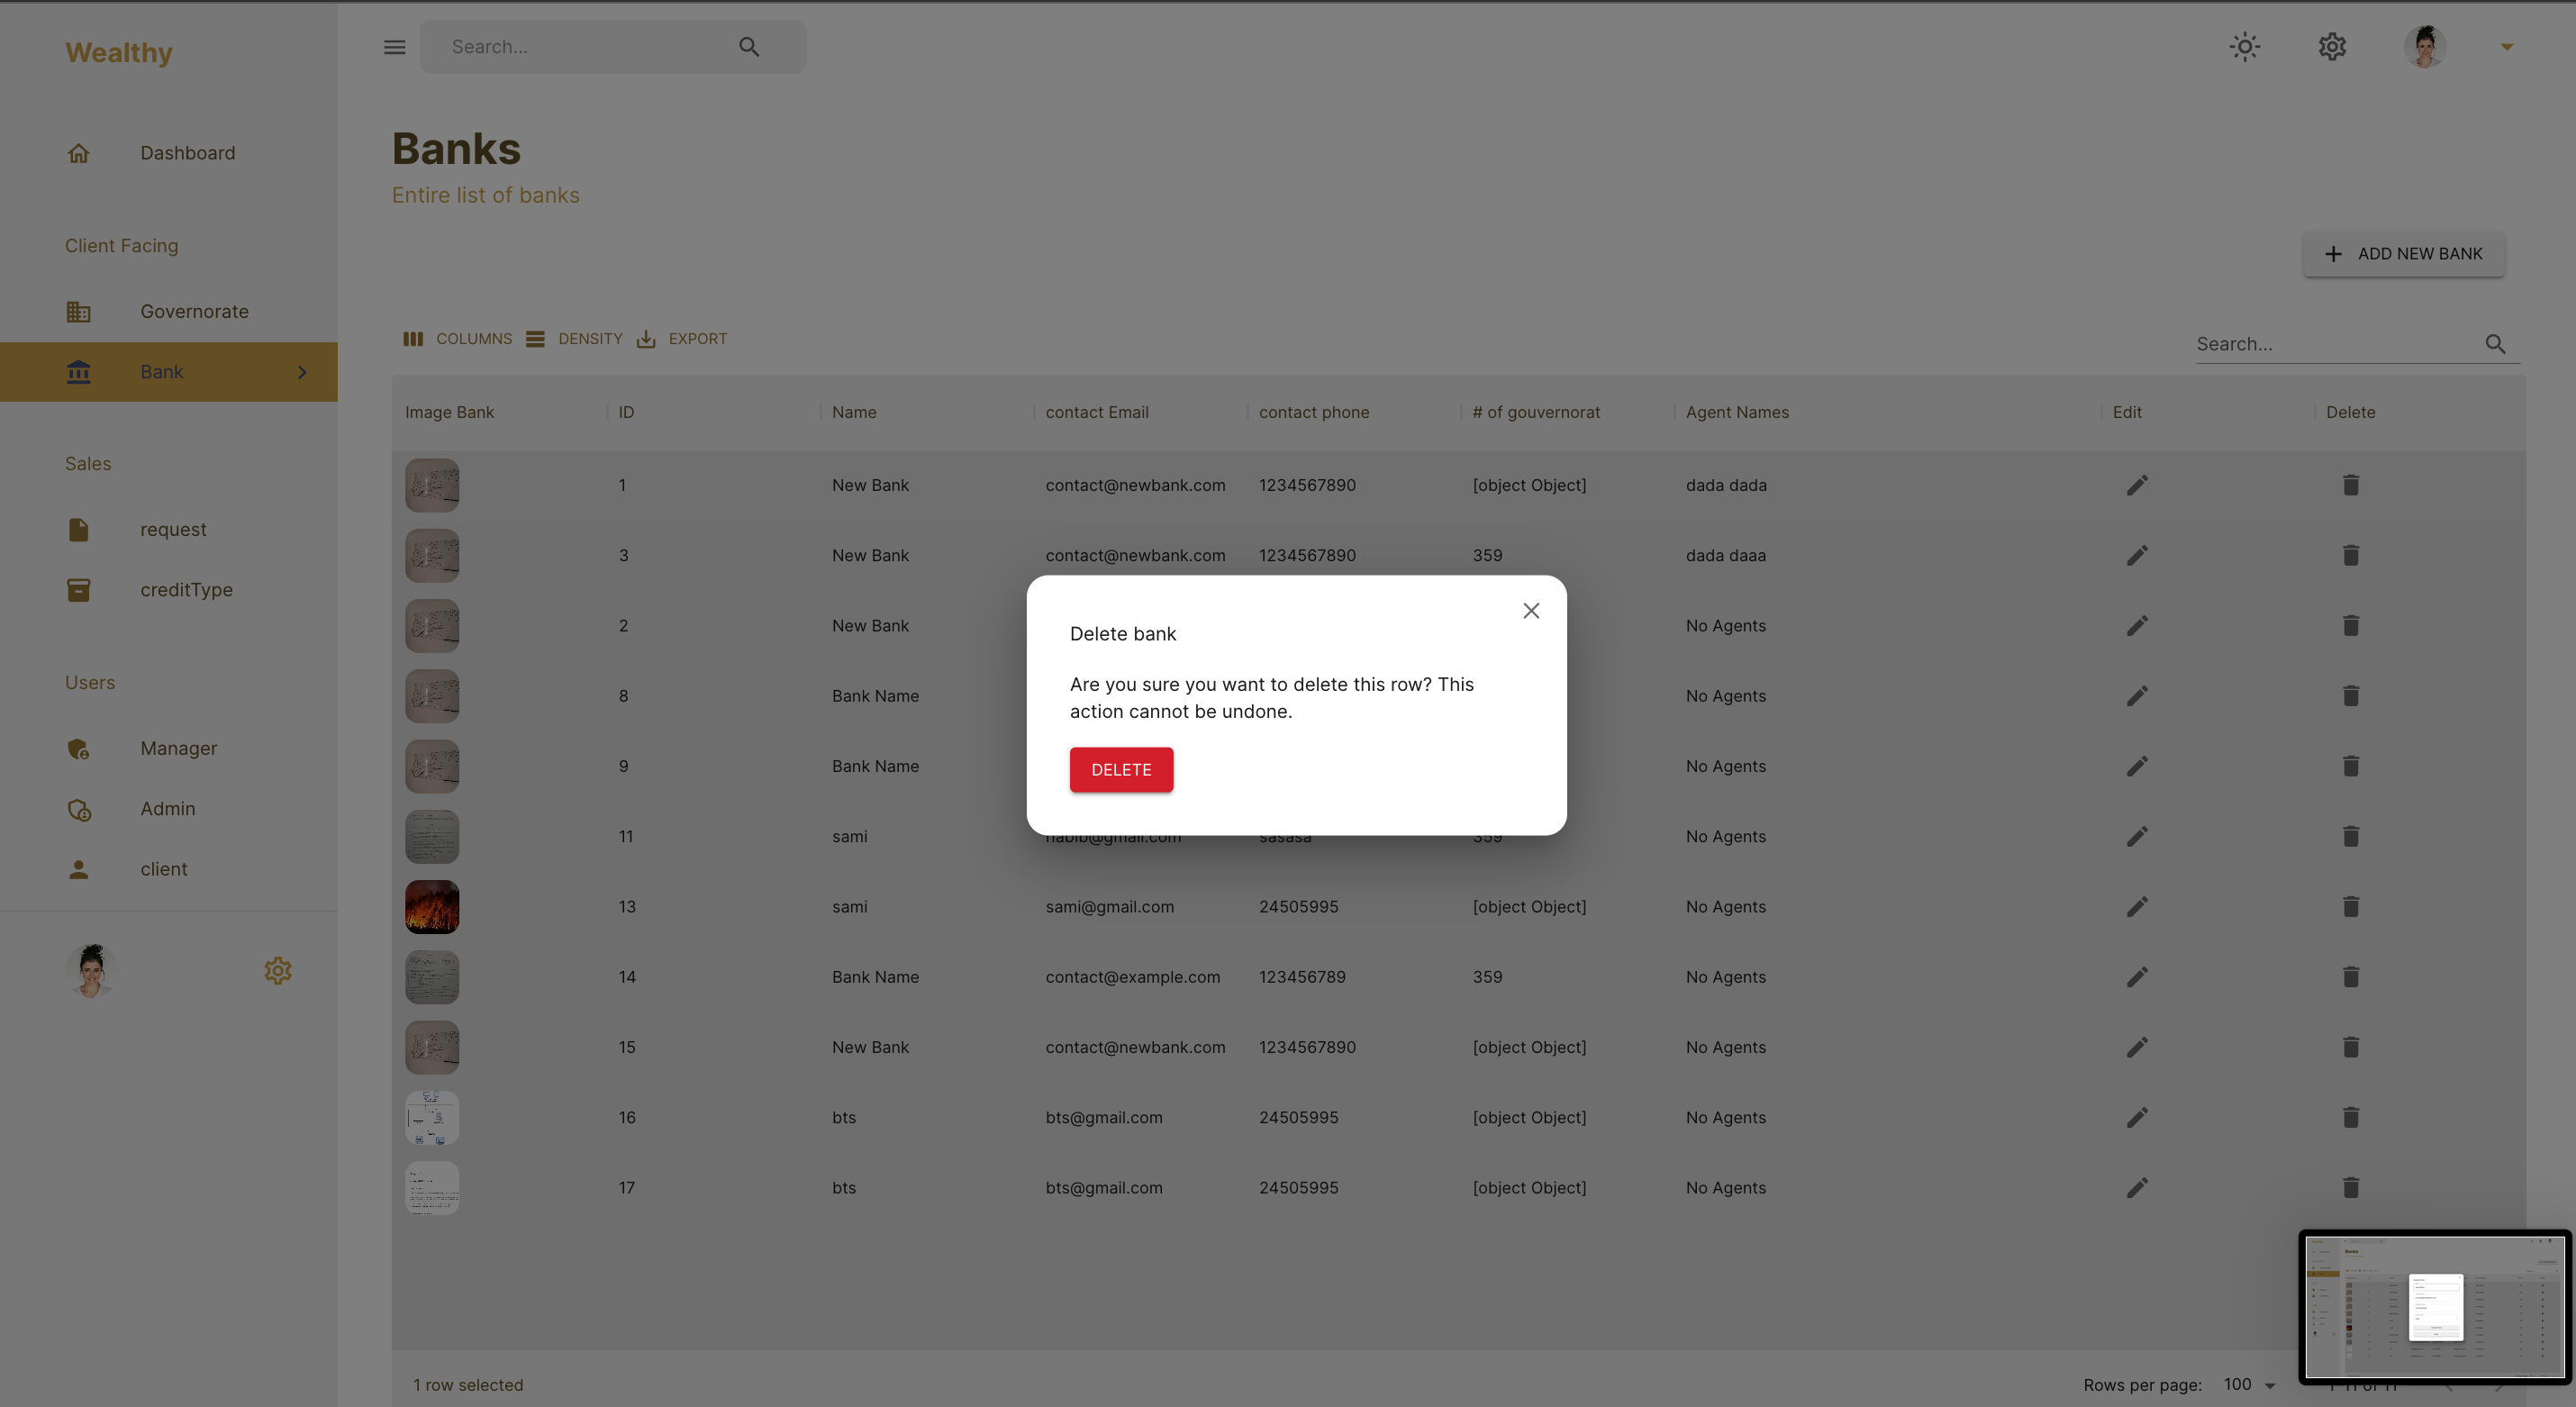 Wealthy
Search...
Dashboard
Banks
Entire list of banks
Client Facing
ADD NEW BANK
Governorate
COLUMNS DENSITY EXPORT
Search...
Bank
Image Bank ID Name contact Email contact phone # of gouvernorat Agent Names Edit Delete
Sales
1 New Bank contact@newbank.com 1234567890 [object Object] dada dada
request
3 New Bank contact@newbank.com 1234567890 359 dada daaa
creditType
2 New Bank No Agents
Delete bank
Users
Are you sure you want to delete this row? This
action cannot be undone.
8 Bank Name No Agents
Manager
9 Bank Name No Agents
DELETE
Admin
11 sami habib@gmail.com sasasa 359 No Agents
client
13 sami sami@gmail.com 24505995 [object Object] No Agents
14 Bank Name contact@example.com 123456789 359 No Agents
15 New Bank contact@newbank.com 1234567890 [object Object] No Agents
16 bts bts@gmail.com 24505995 [object Object] No Agents
17 bts bts@gmail.com 24505995 [object Object] No Agents
1 row selected
Rows per page: 100 1–11 of 11